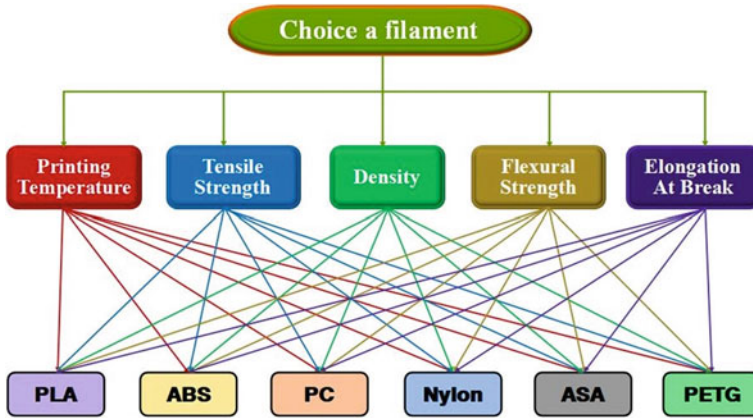 Choice a filament
Printing
Temperature
Tensile
Strength
Density
Flexural
Strength
Elongation
At Break
PLA
ABS
PC
Nylon
ASA
PETG